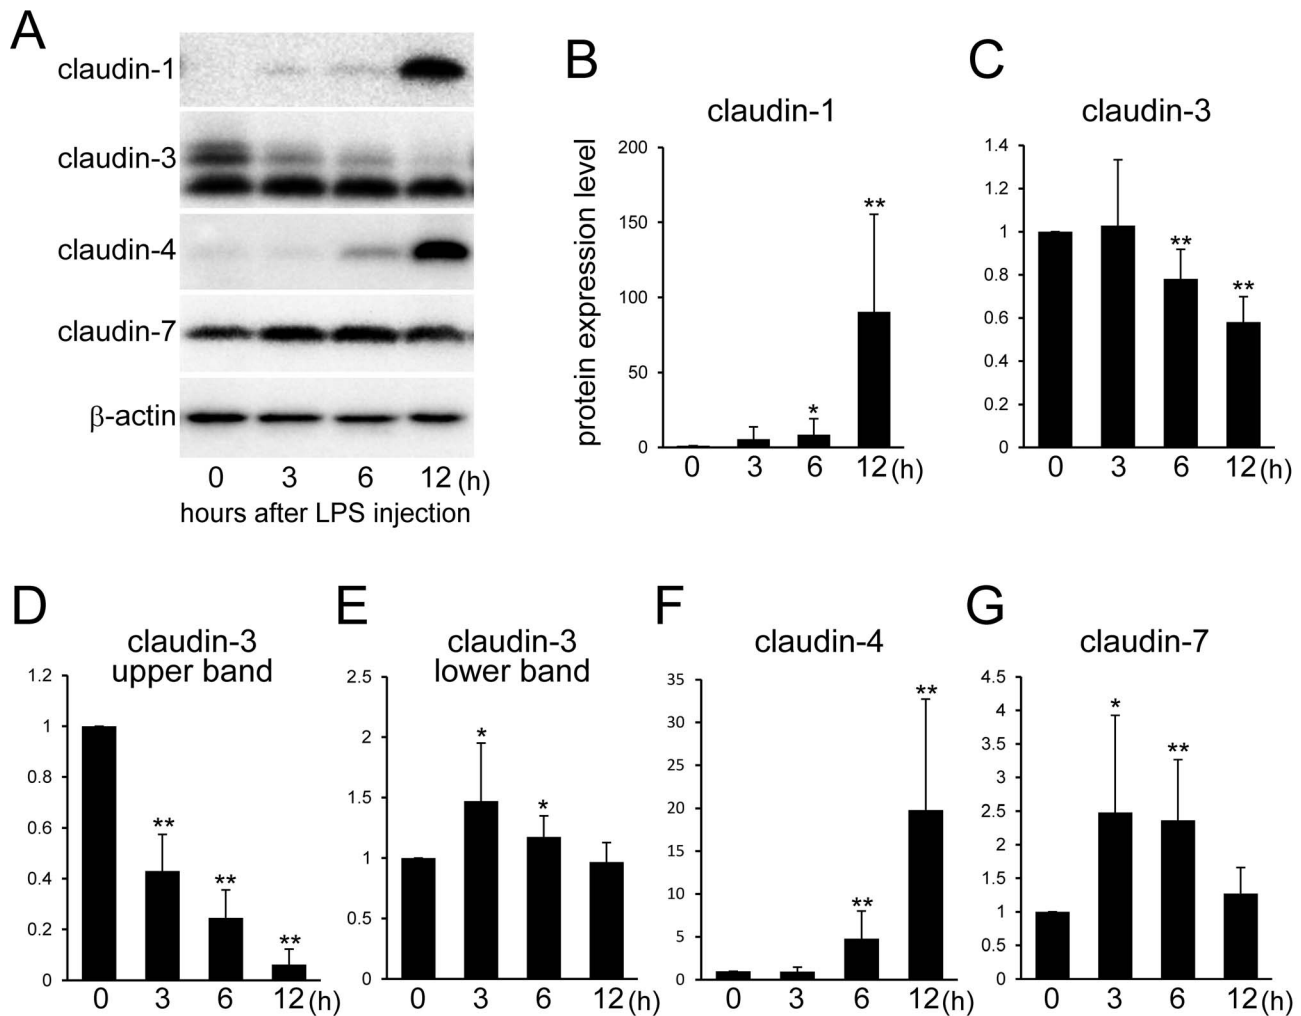 A
claudin-1
claudin-3
claudin-4
claudin-7
β-actin
0 3 6 12 (h)
hours after LPS injection
B
claudin-1
protein expression level
200
150
100
50
0
** 
*
0 3 6 12 (h)
C
claudin-3
1.4
1.2
1
0.8
0.6
0.4
0.2
0
**
**
0 3 6 12 (h)
D
claudin-3
upper band
1.2
1
0.8
0.6
0.4
0.2
0
**
**
**
0 3 6 12 (h)
E
claudin-3
lower band
2.5
2
1.5
1
0.5
0
*
*
0 3 6 12 (h)
F
claudin-4
35
30
25
20
15
10
5
0
**
**
0 3 6 12 (h)
G
claudin-7
4.5
4
3.5
3
2.5
2
1.5
1
0.5
0
*
**
0 3 6 12 (h)